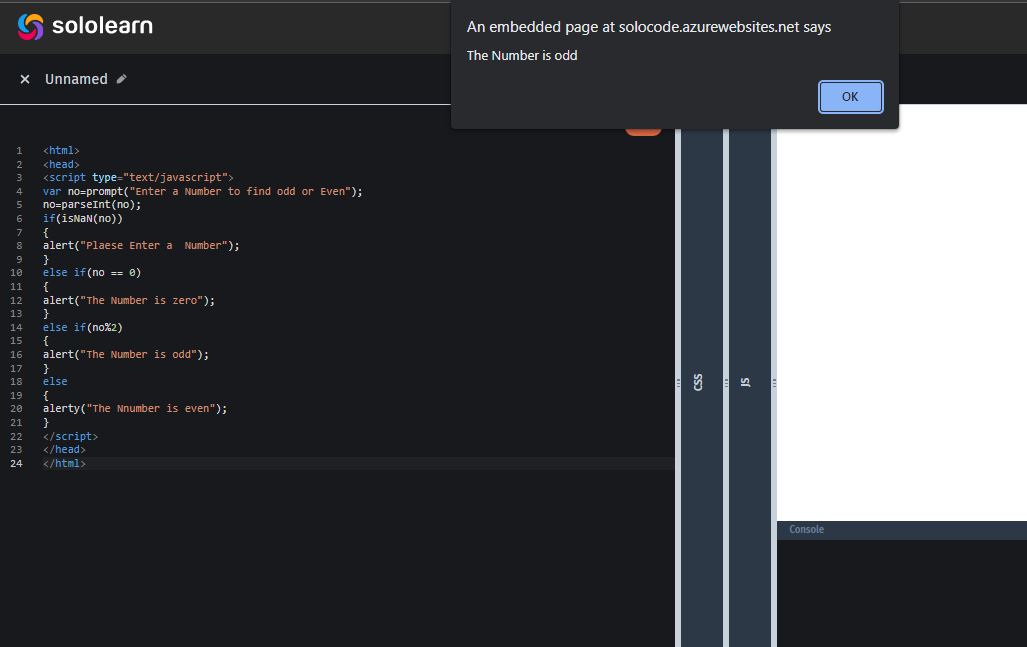 sololearn
An embedded page at solocode.azurewebsites.net says
The Number is odd
OK
Unnamed
1 <html>
2 <head>
3 <script type="text/javascript">
4 var no=prompt("Enter a Number to find odd or Even");
5 no=parseInt(no);
6 if(isNaN(no))
7 {
8 alert("Plaese Enter a  Number");
9 }
10 else if(no == 0)
11 {
12 alert("The Number is zero");
13 }
14 else if(no%2)
15 {
16 alert("The Number is odd");
17 }
18 else
19 {
20 alerty("The Nnumber is even");
21 }
22 </script>
23 </head>
24 </html>
CSS
JS
Console